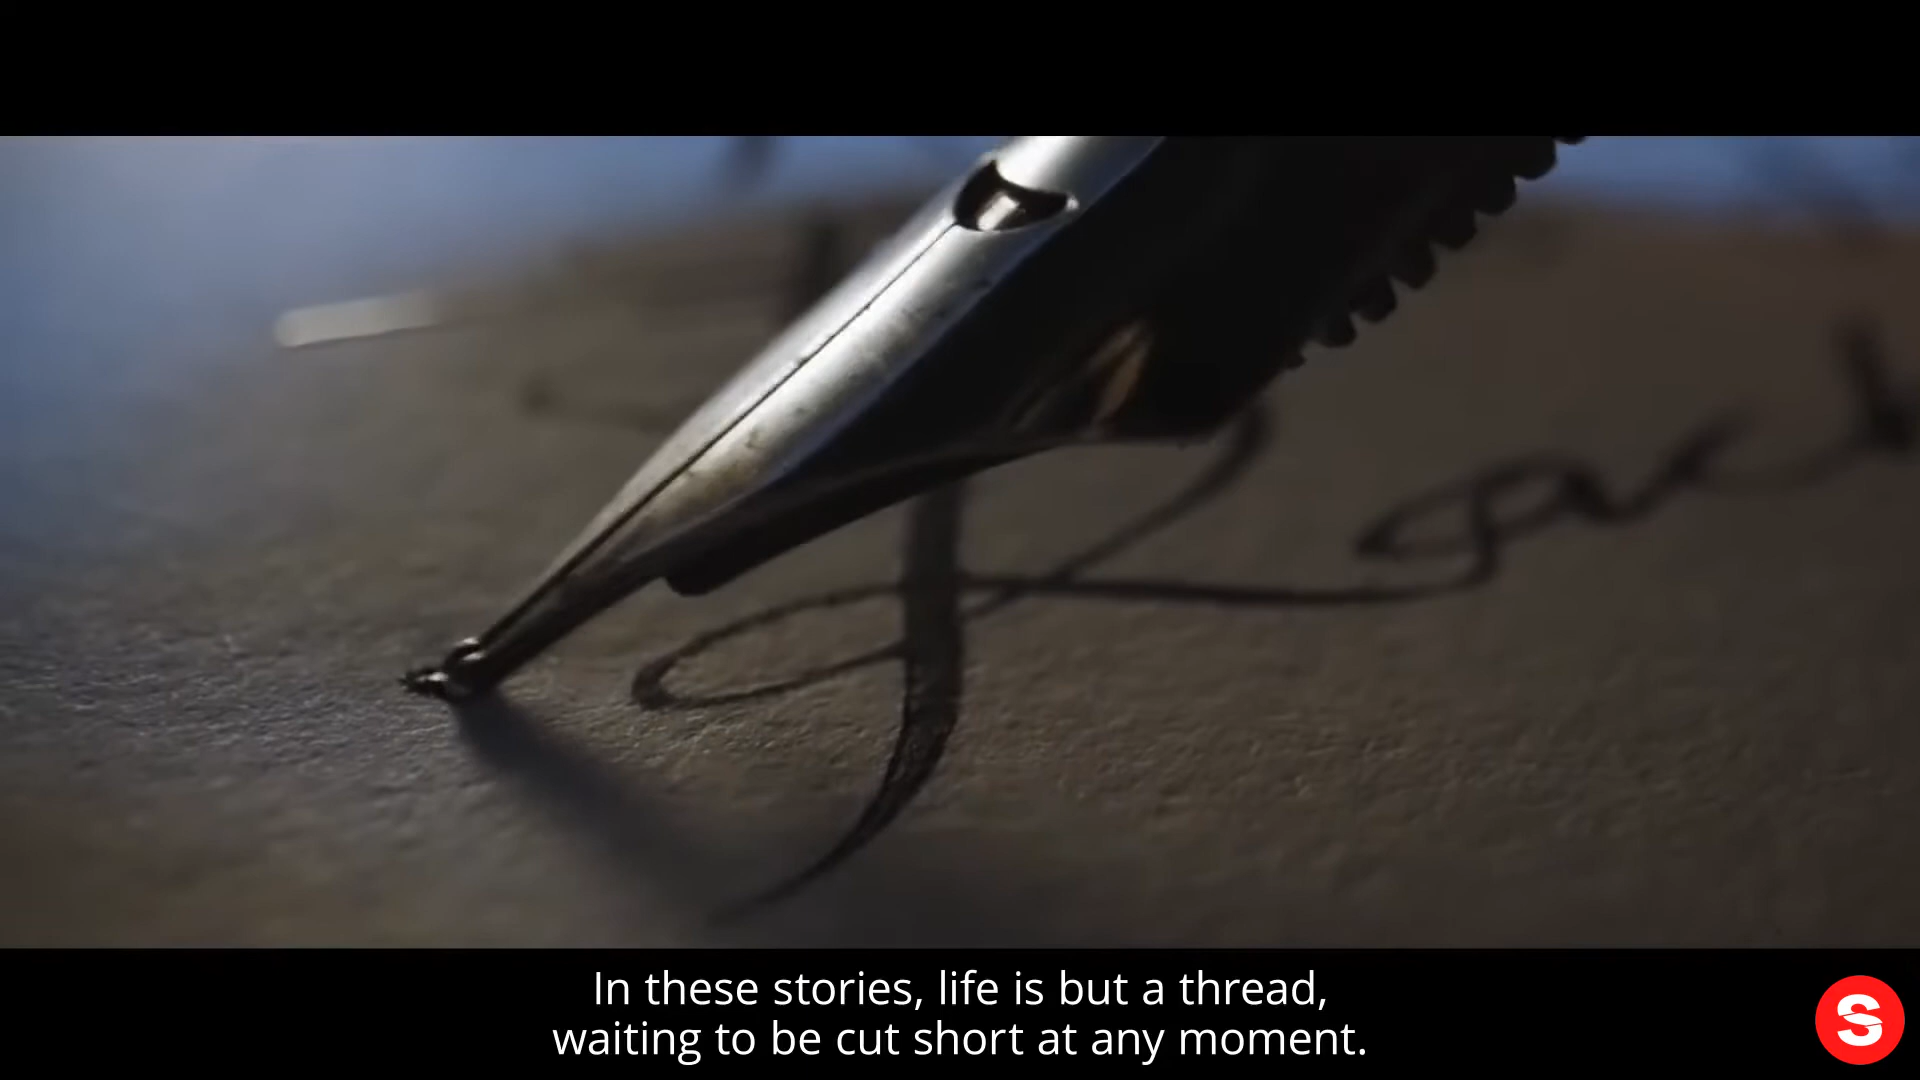 In these stories, life is but a thread,
waiting to be cut short at any moment.
S